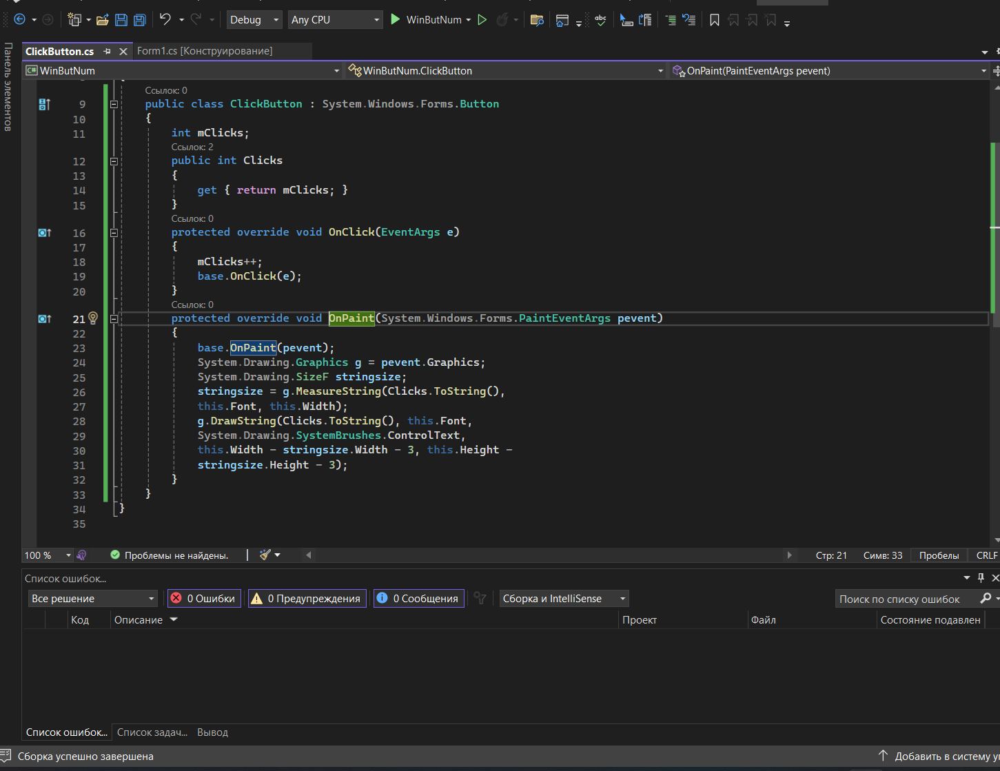 Debug
Any CPU
WinButNum
abc
Панель элементов
ClickButton.cs
Form1.cs [Конструирование]
C# WinButNum
WinButNum.ClickButton
OnPaint(PaintEventArgs pevent)
Ссылок: 0
9 public class ClickButton : System.Windows.Forms.Button
10 {
11 int mClicks;
Ссылок: 2
12 public int Clicks
13 {
14 get { return mClicks; }
15 }
Ссылок: 0
16 protected override void OnClick(EventArgs e)
17 {
18 mClicks++;
19 base.OnClick(e);
20 }
Ссылок: 0
21 protected override void OnPaint(System.Windows.Forms.PaintEventArgs pevent)
22 {
23 base.OnPaint(pevent);
24 System.Drawing.Graphics g = pevent.Graphics;
25 System.Drawing.SizeF stringsize;
26 stringsize = g.MeasureString(Clicks.ToString(),
27 this.Font, this.Width);
28 g.DrawString(Clicks.ToString(), this.Font,
29 System.Drawing.SystemBrushes.ControlText,
30 this.Width - stringsize.Width - 3, this.Height -
31 stringsize.Height - 3);
32 }
33 }
34 }
35
100 %
Проблемы не найдены.
Стр: 21
Симв: 33
Пробелы
CRLF
Список ошибок...
Все решение
0 Ошибки
0 Предупреждения
0 Сообщения
Сборка и IntelliSense
Поиск по списку ошибок
Код
Описание
Проект
Файл
Состояние подавлен
Список ошибок...
Список задач...
Вывод
Сборка успешно завершена
Добавить в систему